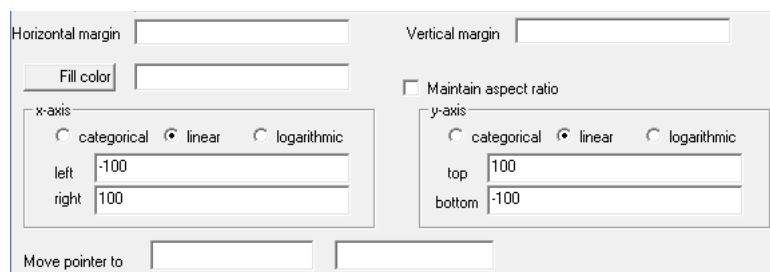 Horizontal margin Vertical margin
Fill color
Maintain aspect ratio
x-axis y-axis
categorical linear logarithmic categorical linear logarithmic
left -100 top 100
right 100 bottom -100
Move pointer to